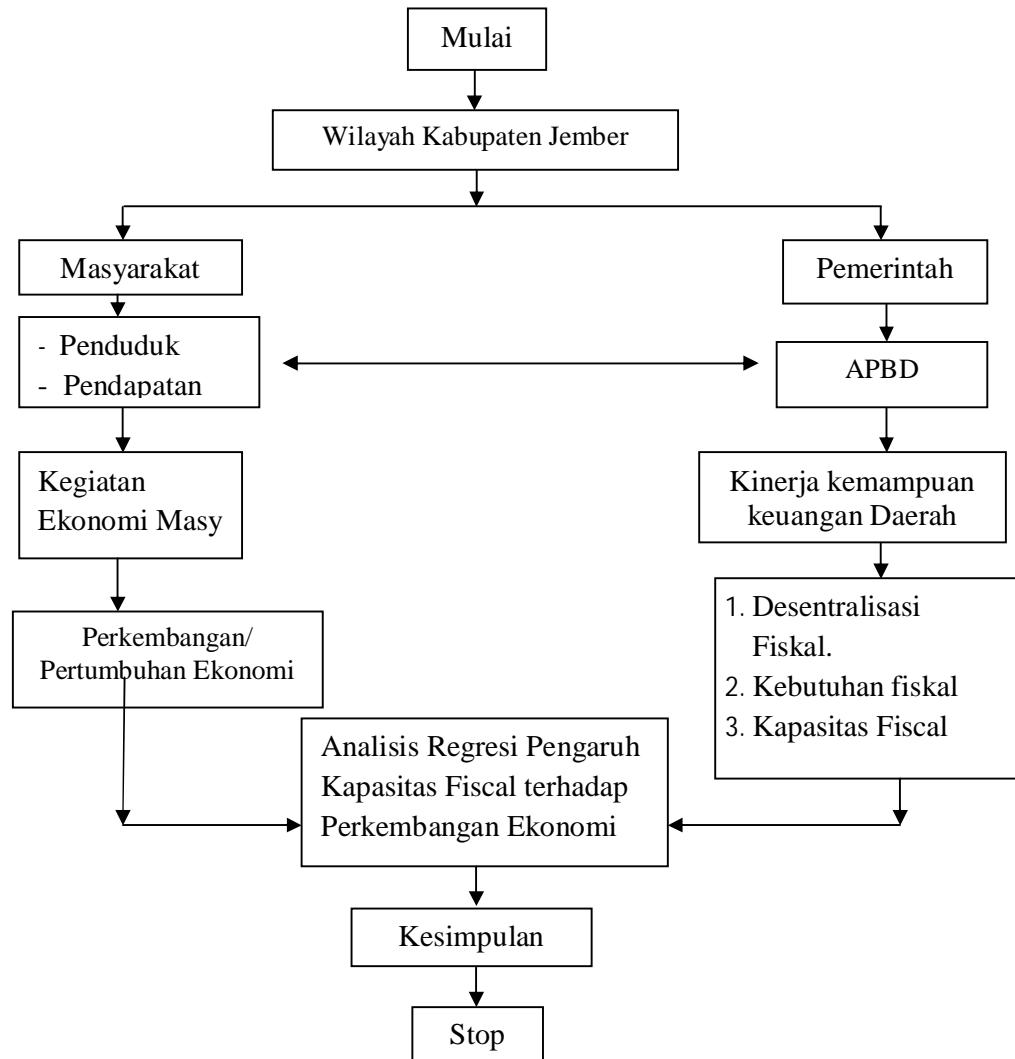 Mulai
Wilayah Kabupaten Jember
Masyarakat
Pemerintah
- Penduduk
- Pendapatan
APBD
Kegiatan
Ekonomi Masy
Kinerja kemampuan
keuangan Daerah
Perkembangan/
Pertumbuhan Ekonomi
1. Desentralisasi
Fiskal.
2. Kebutuhan fiskal
3. Kapasitas Fiscal
Analisis Regresi Pengaruh
Kapasitas Fiscal terhadap
Perkembangan Ekonomi
Kesimpulan
Stop